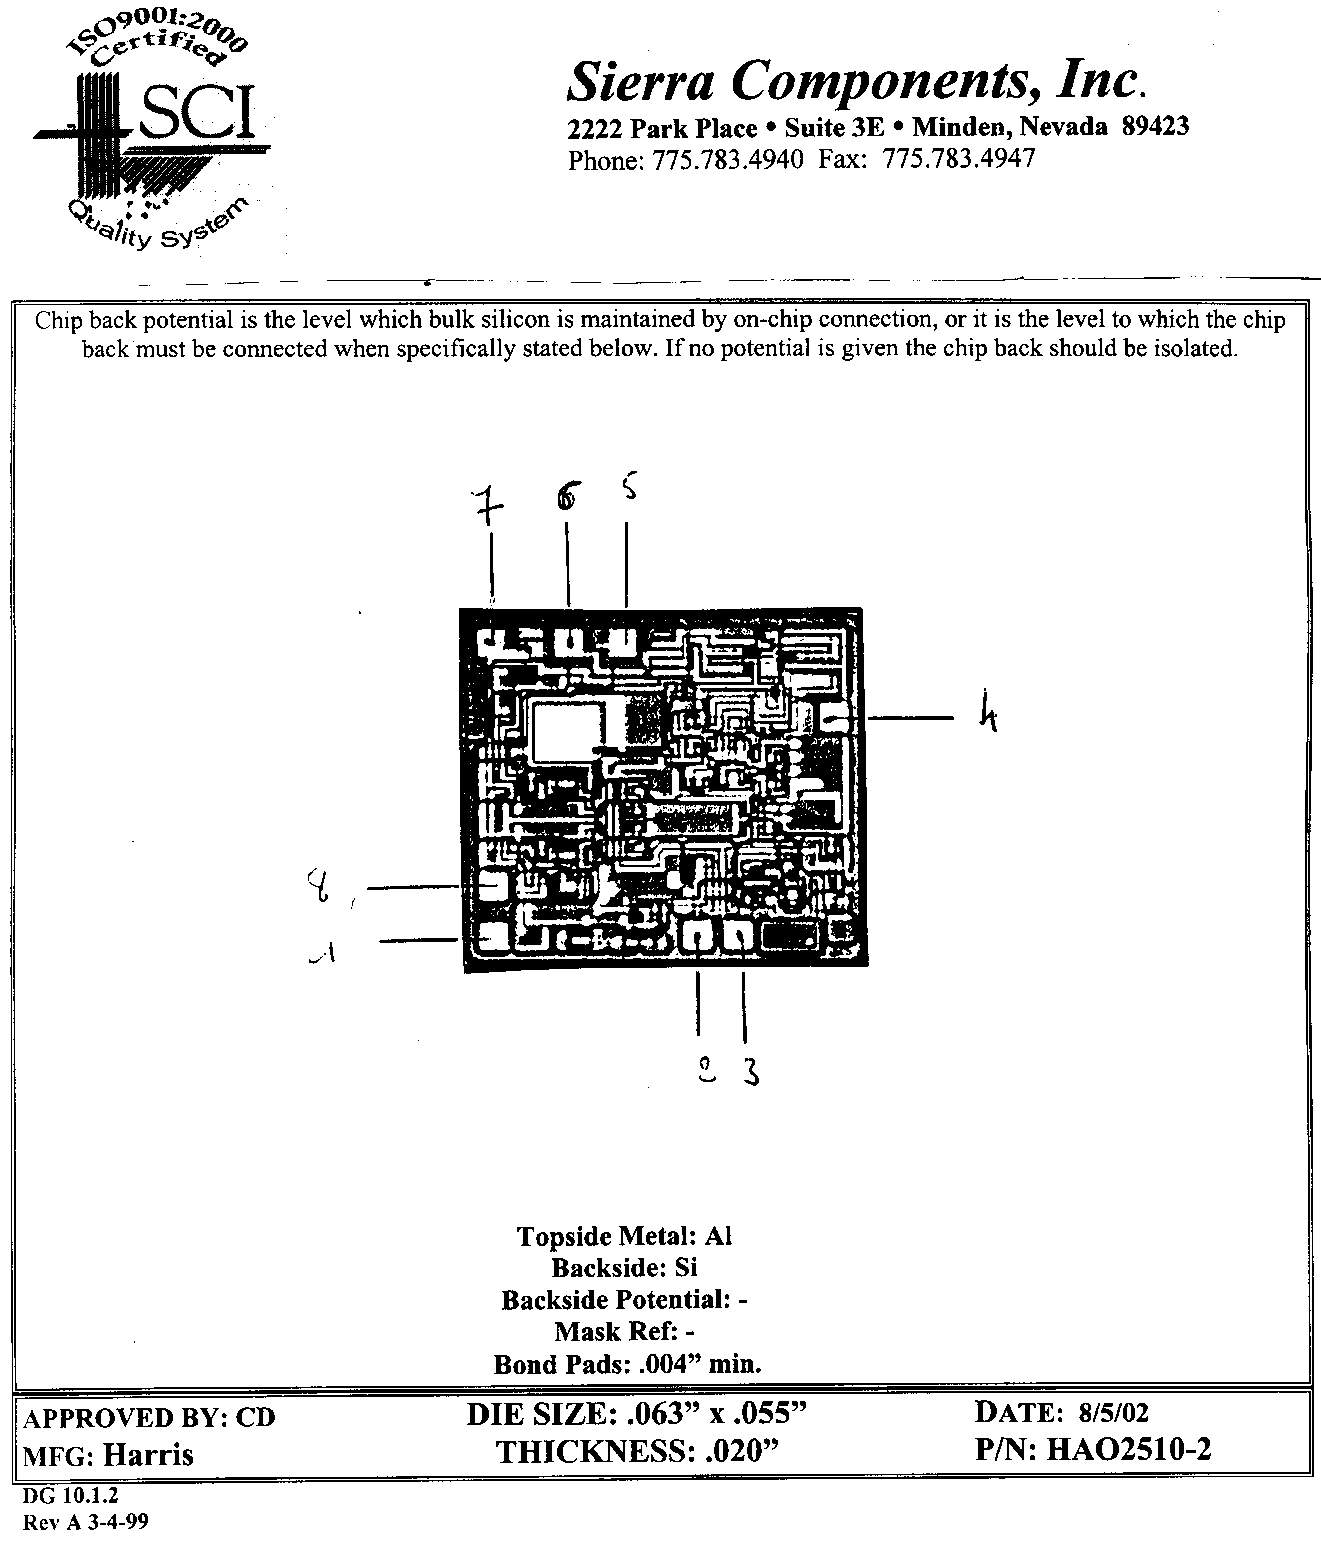 ISO9001:2000
Certified
SCI
Quality System
Sierra Components, Inc.
2222 Park Place • Suite 3E • Minden, Nevada 89423
Phone: 775.783.4940 Fax: 775.783.4947
Chip back potential is the level which bulk silicon is maintained by on-chip connection, or it is the level to which the chip
back must be connected when specifically stated below. If no potential is given the chip back should be isolated.
7 6 5
4
8
1
2 3
Topside Metal: Al
Backside: Si
Backside Potential: -
Mask Ref: -
Bond Pads: .004” min.
APPROVED BY: CD DIE SIZE: .063” x .055” DATE: 8/5/02
MFG: Harris THICKNESS: .020” P/N: HAO2510-2
DG 10.1.2
Rev A 3-4-99